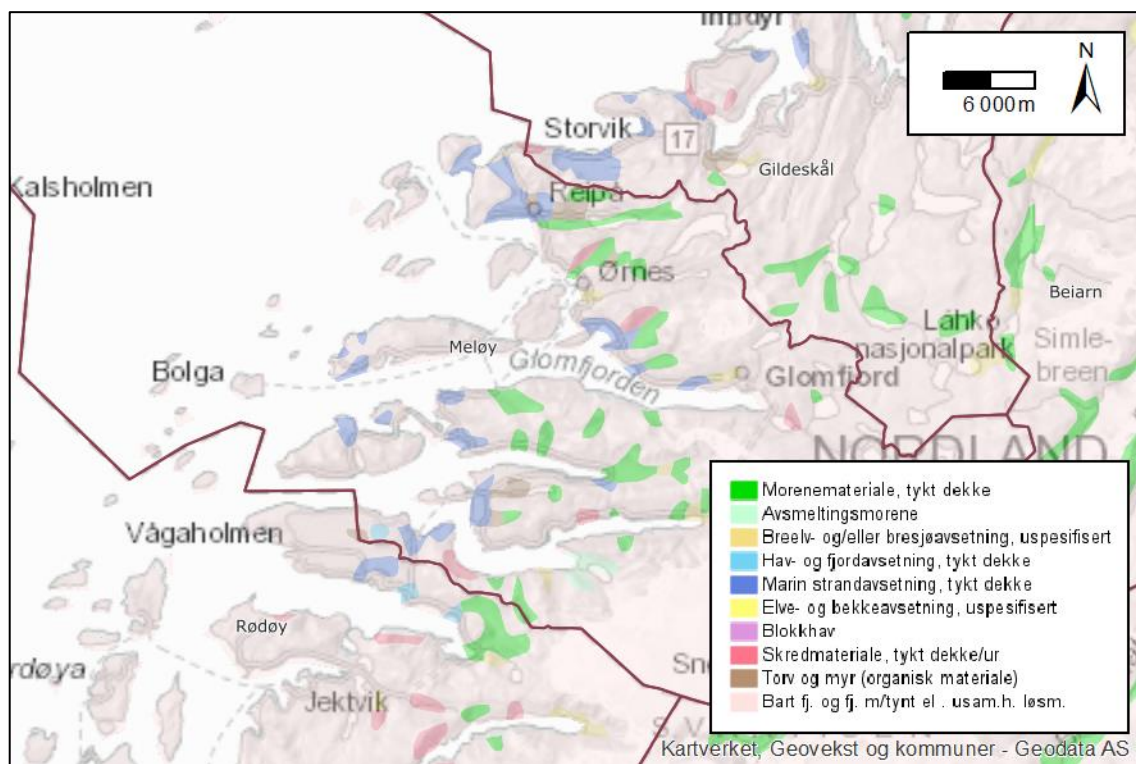 Inndyr
N
6 000 m
Storvik
17
Gildeskål
Kalsholmen
Reipå
Ørnes
Beiarn
Láhko
nasjonalpark
Simle-
breen
Meløy
Glomfjorden
Bolga
Glomfjord
NORDLAND
Morenemateriale, tykt dekke
Avsmeltingsmorene
Vågaholmen
Breelv- og/eller bresjøavsetning, uspesifisert
Hav- og fjordavsetning, tykt dekke
Marin strandavsetning, tykt dekke
Elve- og bekkeavsetning, uspesifisert
Rødøy
Blokkhav
Skredmateriale, tykt dekke/ur
Torv og myr (organisk materiale)
rdøya
Jektvik
Bart fj. og fj. m/tynt el . usam.h. løsm.
Kartverket, Geovekst og kommuner - Geodata AS